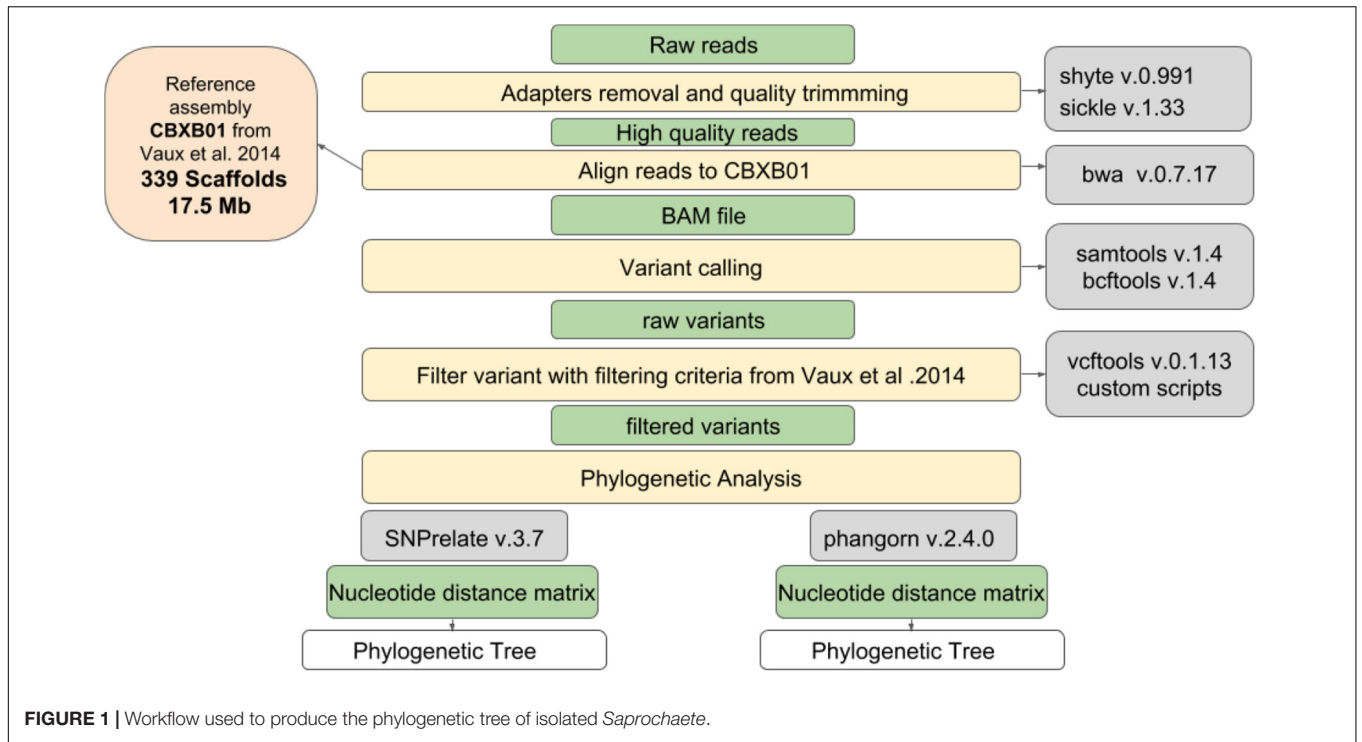 Raw reads
Reference
assembly
CBXB01 from
Vaux et al. 2014
339 Scaffolds
17.5 Mb
Adapters removal and quality trimmming
shyte v.0.991
sickle v.1.33
High quality reads
Align reads to CBXB01
bwa v.0.7.17
BAM file
Variant calling
samtools v.1.4
bcftools v.1.4
raw variants
Filter variant with filtering criteria from Vaux et al .2014
vcftools v.0.1.13
custom scripts
filtered variants
Phylogenetic Analysis
SNPrelate v.3.7
phangorn v.2.4.0
Nucleotide distance matrix
Nucleotide distance matrix
Phylogenetic Tree
Phylogenetic Tree
FIGURE 1 | Workflow used to produce the phylogenetic tree of isolated Saprochaete.